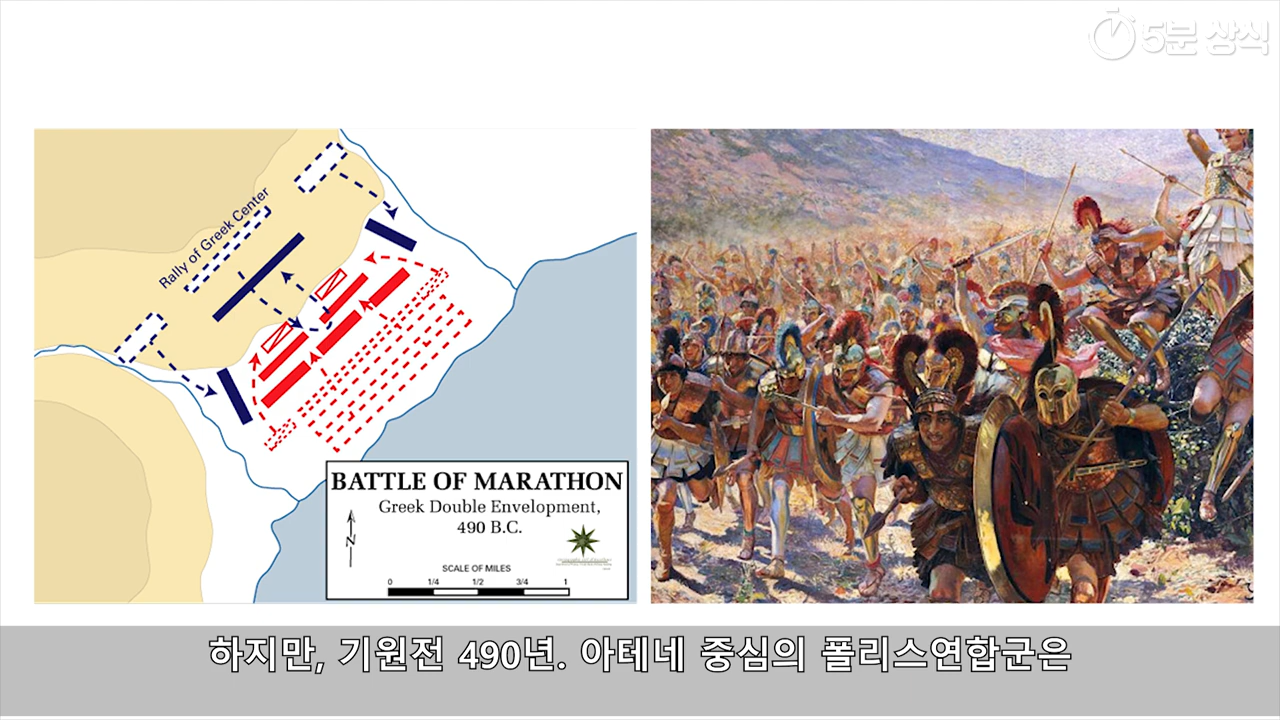 5분 상식
Rally of Greek Center
BATTLE OF MARATHON
Greek Double Envelopment,
490 B.C.
N
SCALE OF MILES
0 1/4 1/2 3/4 1
하지만, 기원전 490년. 아테네 중심의 폴리스연합군은